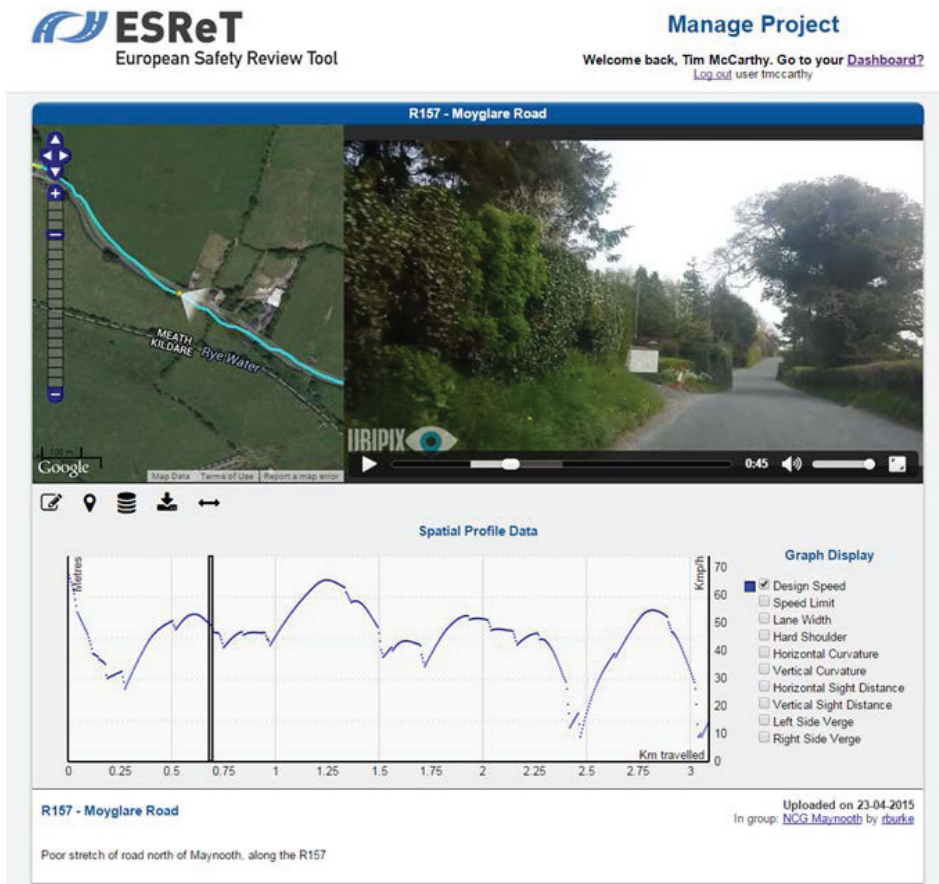 ESReT
European Safety Review Tool
Manage Project
Welcome back, Tim McCarthy. Go to your Dashboard?
Log out user tmccarthy
R157 - Moyglare Road
MEATH
KILDARE
Rye Water
100 m
Google
Map Data Terms of Use Report a map error
UBIPIX
0:45
Spatial Profile Data
Metres
Kmp/h
70
60
50
40
30
20
10
0
Km travelled
0 0.25 0.5 0.75 1 1.25 1.5 1.75 2 2.25 2.5 2.75 3
Graph Display
Design Speed
Speed Limit
Lane Width
Hard Shoulder
Horizontal Curvature
Vertical Curvature
Horizontal Sight Distance
Vertical Sight Distance
Left Side Verge
Right Side Verge
R157 - Moyglare Road
Uploaded on 23-04-2015
In group: NCG Maynooth by rburke
Poor stretch of road north of Maynooth, along the R157